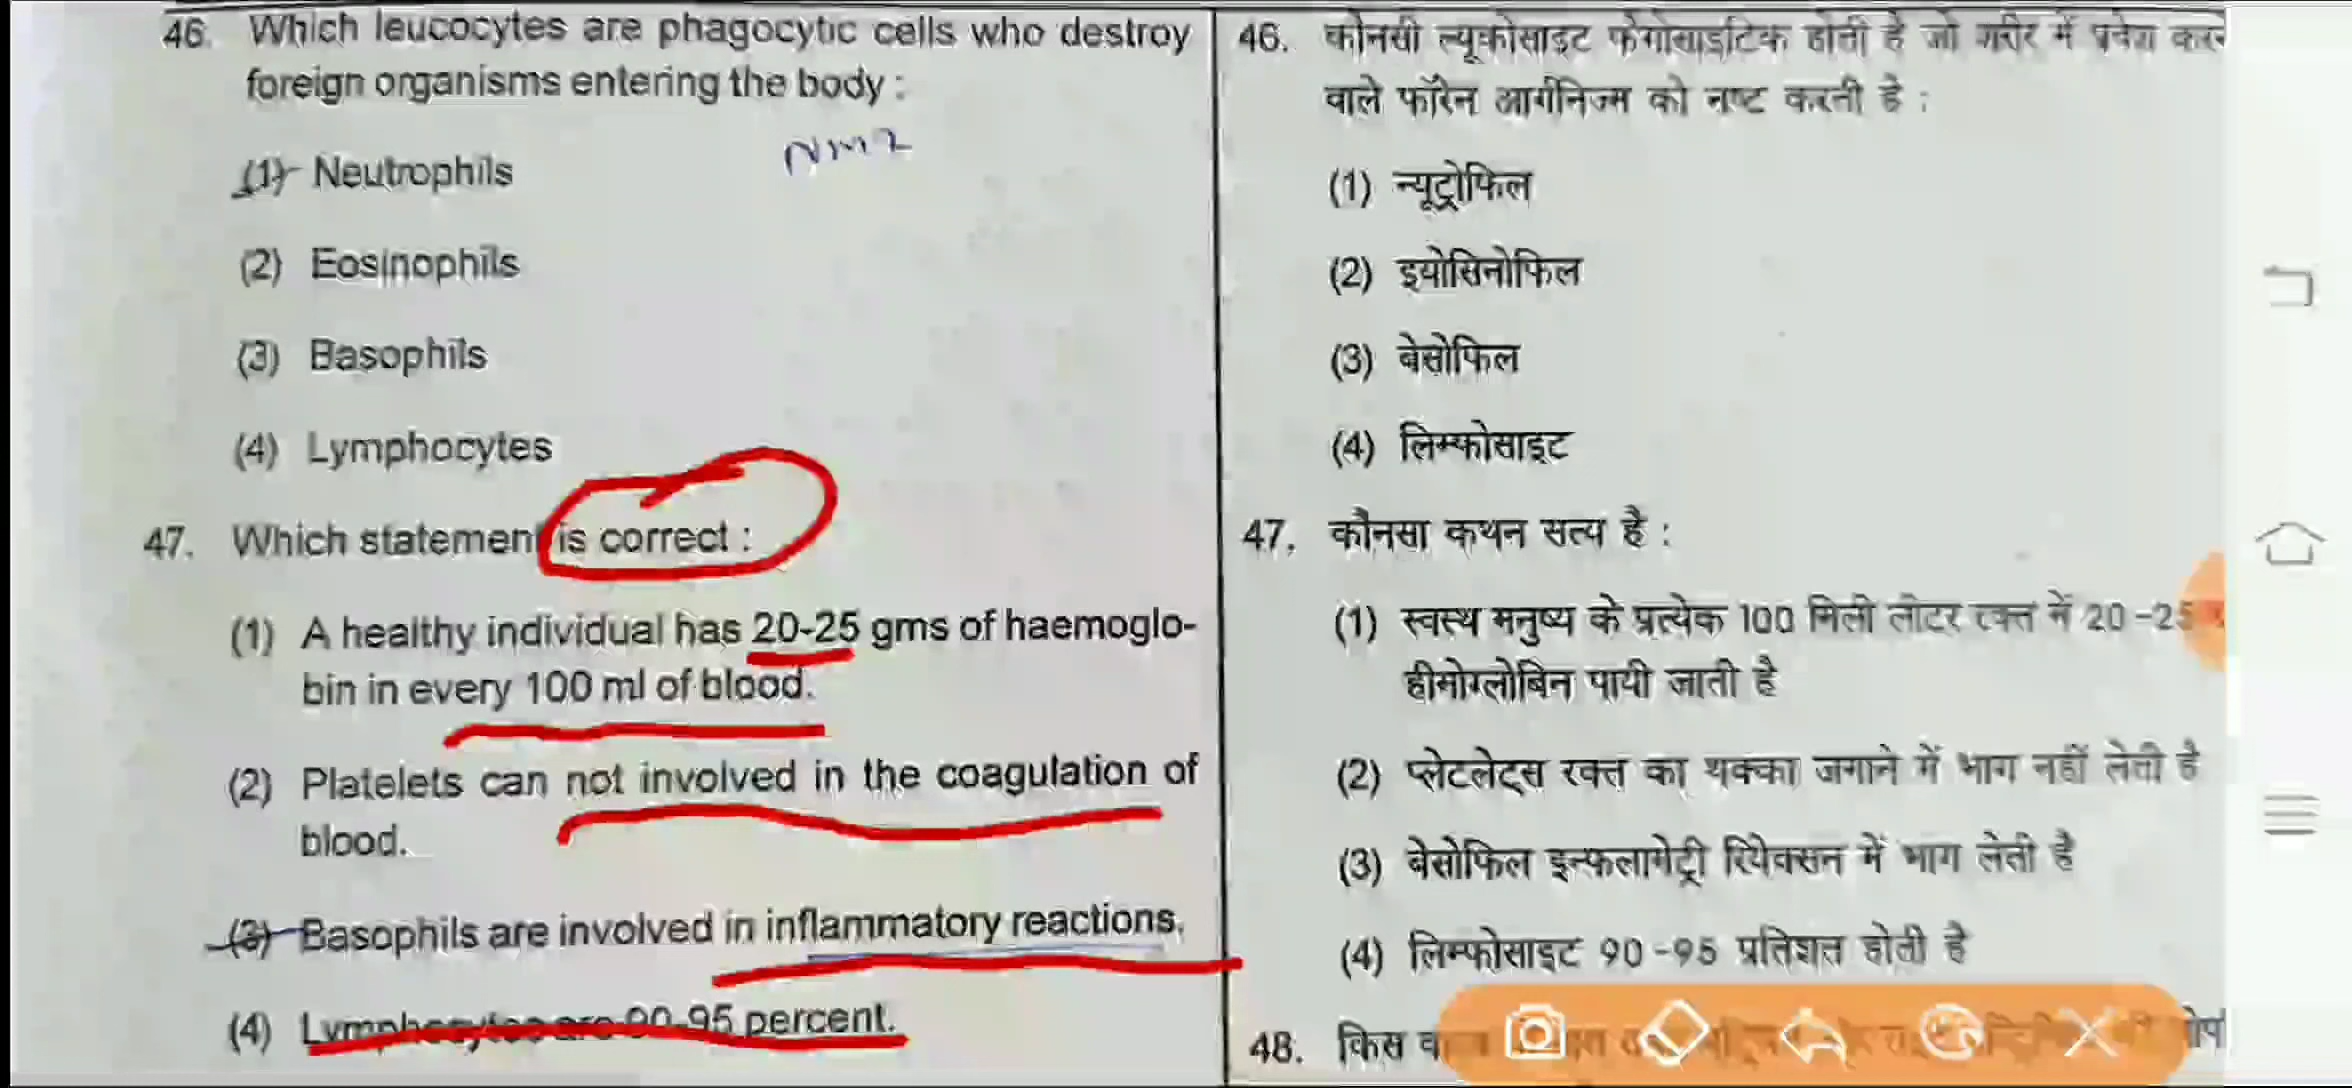 46. Which leucocytes are phagocytic cells who destroy
foreign organisms entering the body :
(1) Neutrophils
(2) Eosinophils
(3) Basophils
(4) Lymphocytes
47. Which statement is correct :
(1) A healthy individual has 20-25 gms of haemoglo-
bin in every 100 ml of blood.
(2) Platelets can not involved in the coagulation of
blood.
(3) Basophils are involved in inflammatory reactions.
(4) Lymphocytes are 90-95 percent.
46. कौनसी ल्यूकोसाइट फेगोसाइटिक होती है जो शरीर में प्रवेश करने
वाले फॉरेन आर्गनिज्म को नष्ट करती है :
(1) न्यूट्रोफिल
(2) इयोसिनोफिल
(3) बेसोफिल
(4) लिम्फोसाइट
47. कौनसा कथन सत्य है :
(1) स्वस्थ मनुष्य के प्रत्येक 100 मिली लीटर रक्त में 20-25
हीमोग्लोबिन पायी जाती है
(2) प्लेटलेट्स रक्त का थक्का जमाने में भाग नहीं लेती है
(3) बेसोफिल इन्फलामेट्री रियेक्सन में भाग लेती है
(4) लिम्फोसाइट 90-95 प्रतिशत होती है
48. किस